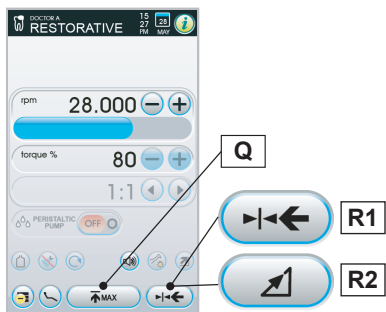 DOCTOR A
RESTORATIVE
15
27
PM
28
MAY
i
rpm
28.000
torque %
80
1:1
PERISTALTIC
PUMP
OFF
MAX
Q
R1
R2